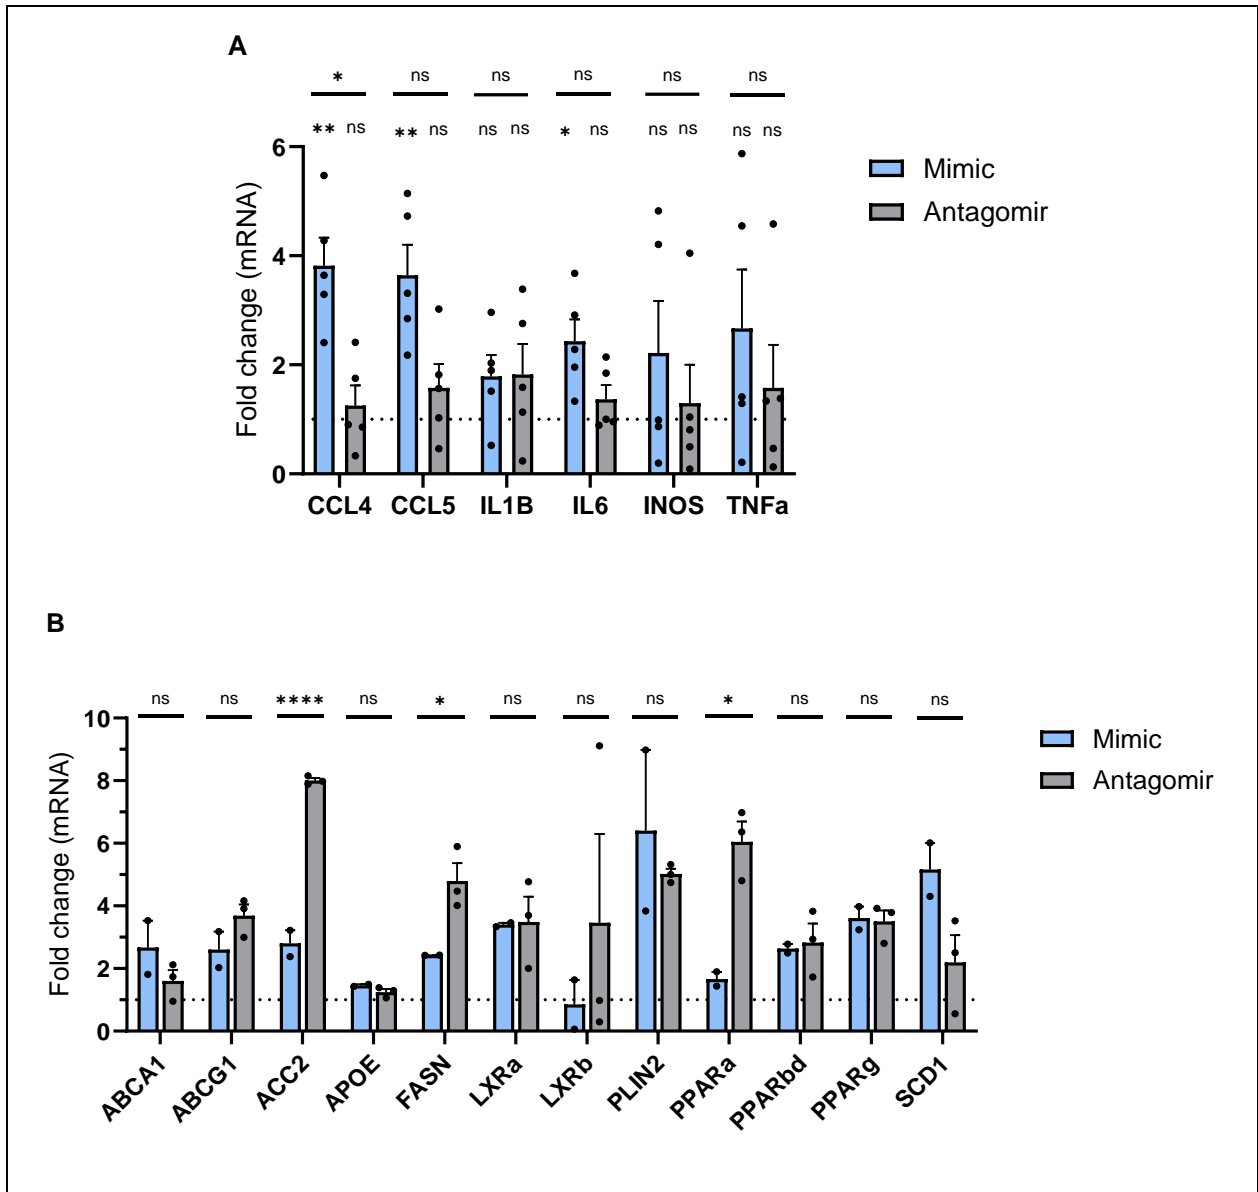 A
* ns ns ns ns ns
** ns ** ns ns ns * ns ns ns ns ns
6
4
2
0
Fold change (mRNA)
CCL4 CCL5 IL1B IL6 INOS TNFa
Mimic
Antagomir
B
ns ns **** ns * ns ns ns * ns ns ns
10
8
6
4
2
0
Fold change (mRNA)
ABCA1 ABCG1 ACC2 APOE FASN LXRa LXRb PLIN2 PPARa PPARbd PPARg SCD1
Mimic
Antagomir